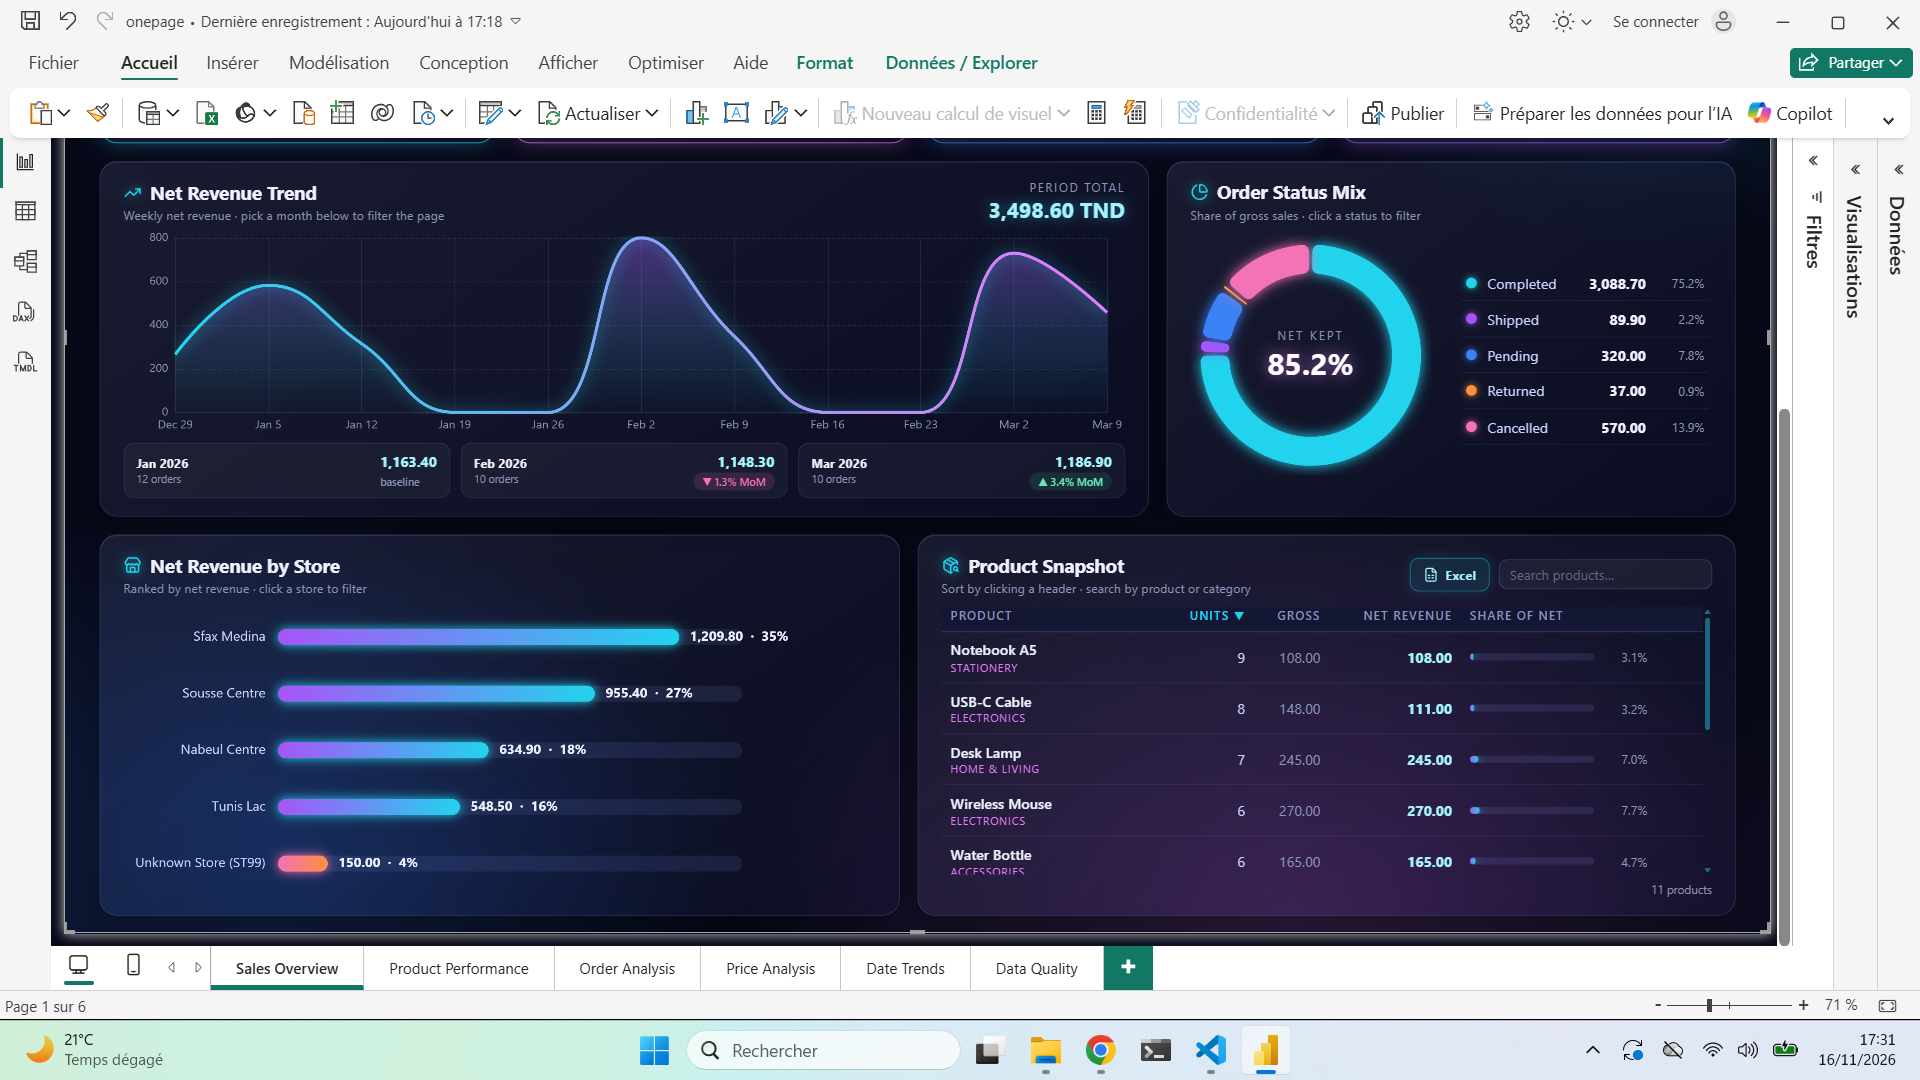 onepage • Dernière enregistrement : Aujourd'hui à 17:18
Se connecter
Fichier Accueil Insérer Modélisation Conception Afficher Optimiser Aide Format Données / Explorer
Partager
Actualiser
Nouveau calcul de visuel
Confidentialité
Publier
Préparer les données pour l'IA
Copilot
DAX
TMDL
Net Revenue Trend
Weekly net revenue · pick a month below to filter the page
PERIOD TOTAL
3,498.60 TND
800
600
400
200
0
Dec 29 Jan 5 Jan 12 Jan 19 Jan 26 Feb 2 Feb 9 Feb 16 Feb 23 Mar 2 Mar 9
Jan 2026 1,163.40
12 orders baseline
Feb 2026 1,148.30
10 orders ▼ 1.3% MoM
Mar 2026 1,186.90
10 orders ▲ 3.4% MoM
Order Status Mix
Share of gross sales · click a status to filter
NET KEPT
85.2%
Completed 3,088.70 75.2%
Shipped 89.90 2.2%
Pending 320.00 7.8%
Returned 37.00 0.9%
Cancelled 570.00 13.9%
Filtres
Visualisations
Données
Net Revenue by Store
Ranked by net revenue · click a store to filter
Sfax Medina 1,209.80 · 35%
Sousse Centre 955.40 · 27%
Nabeul Centre 634.90 · 18%
Tunis Lac 548.50 · 16%
Unknown Store (ST99) 150.00 · 4%
Product Snapshot
Sort by clicking a header · search by product or category
Excel
Search products...
PRODUCT UNITS ▼ GROSS NET REVENUE SHARE OF NET
Notebook A5
STATIONERY
9 108.00 108.00 3.1%
USB-C Cable
ELECTRONICS
8 148.00 111.00 3.2%
Desk Lamp
HOME & LIVING
7 245.00 245.00 7.0%
Wireless Mouse
ELECTRONICS
6 270.00 270.00 7.7%
Water Bottle
ACCESSORIES
6 165.00 165.00 4.7%
11 products
Sales Overview Product Performance Order Analysis Price Analysis Date Trends Data Quality
Page 1 sur 6
- + 71 %
21°C
Temps dégagé
Rechercher
17:31
16/11/2026